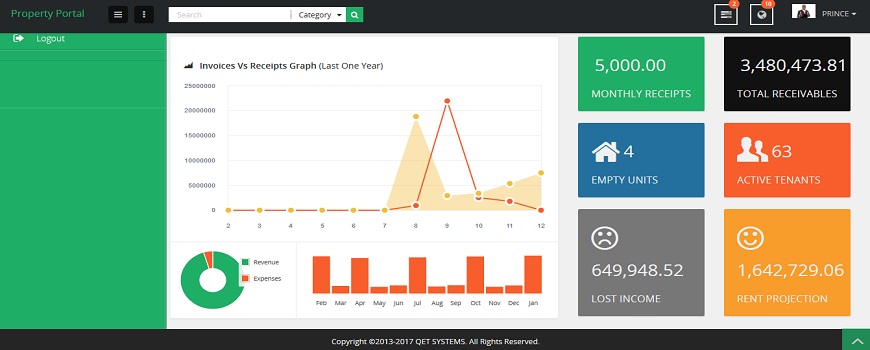 Property Portal
Search
Category
2
10
PRINCE
Logout
Invoices Vs Receipts Graph (Last One Year)
25000000
20000000
15000000
10000000
5000000
0
2 3 4 5 6 7 8 9 10 11 12
Revenue
Expenses
Feb Mar Apr May Jun Jul Aug Sep Oct Nov Dec Jan
5,000.00
MONTHLY RECEIPTS
3,480,473.81
TOTAL RECEIVABLES
4
EMPTY UNITS
63
ACTIVE TENANTS
649,948.52
LOST INCOME
1,642,729.06
RENT PROJECTION
Copyright ©2013-2017 QET SYSTEMS. All Rights Reserved.